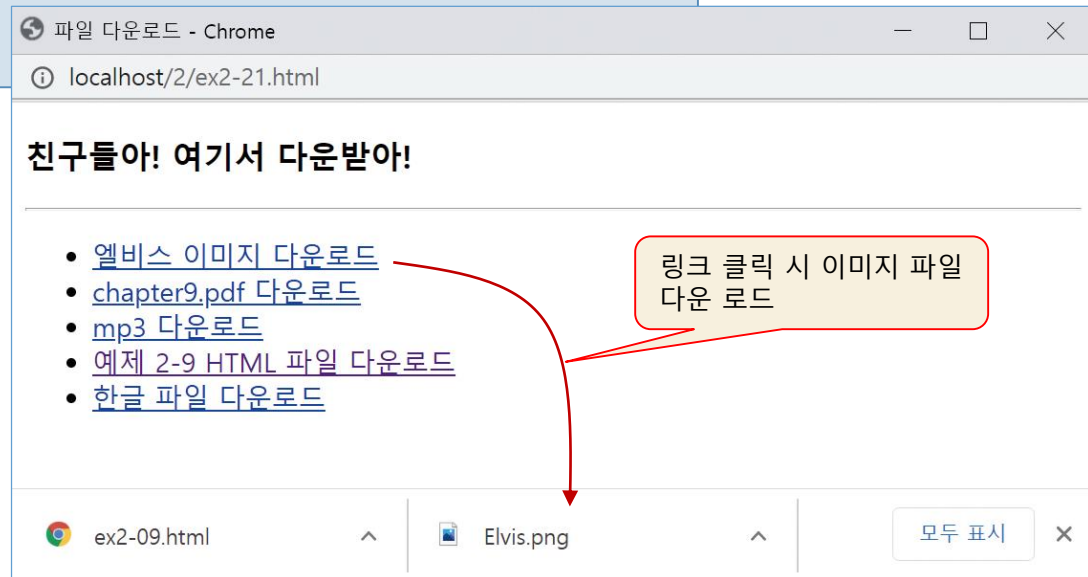 파일 다운로드 - Chrome
localhost/2/ex2-21.html
친구들아! 여기서 다운받아!
엘비스 이미지 다운로드
chapter9.pdf 다운로드
mp3 다운로드
예제 2-9 HTML 파일 다운로드
한글 파일 다운로드
링크 클릭 시 이미지 파일
다운 로드
ex2-09.html
Elvis.png
모두 표시